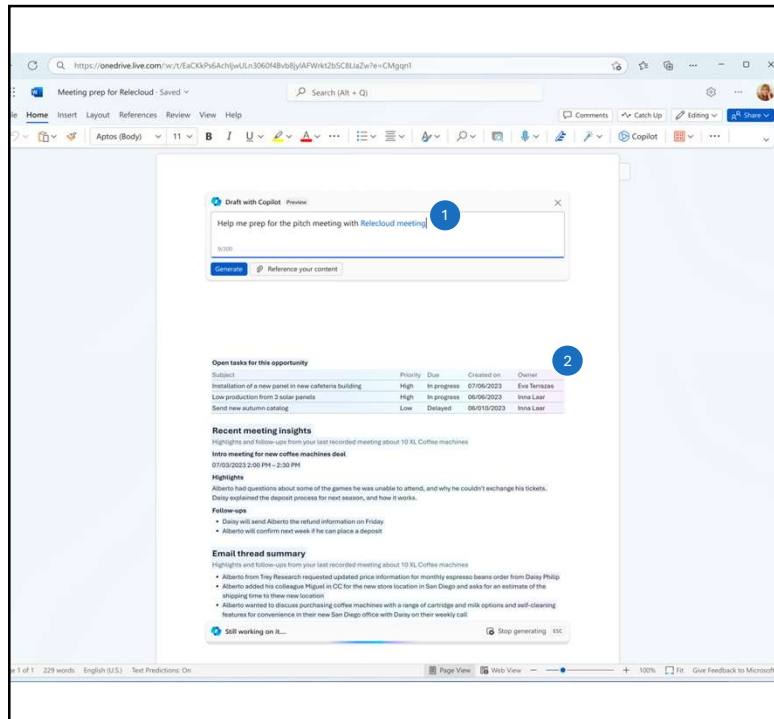 https://onedrive.live.com/:w:/t/EaCKkPs6AchIjwULn3060f4Bvb8jylAFWrkt2bSC8LIaZw?e=CMgqn1
Meeting prep for Relecloud · Saved
Search (Alt + Q)
Home Insert Layout References Review View Help
Comments Catch Up Editing Share
Aptos (Body) 11 B I U A Copilot
Draft with Copilot Preview
Help me prep for the pitch meeting with Relecloud meeting
1
Generate Reference your content
2
Open tasks for this opportunity
Subject Priority Due Created on Owner
Installation of a new panel in new cafeteria building High In progress 07/06/2023 Eva Terrazas
Low production from 3 solar panels High In progress 06/06/2023 Inna Laar
Send new autumn catalog Low Delayed 06/010/2023 Inna Laar
Recent meeting insights
Highlights and follow-ups from your last recorded meeting about 10 XL Coffee machines
Intro meeting for new coffee machines deal
07/03/2023 2:00 PM – 2:30 PM
Highlights
Alberto had questions about some of the games he was unable to attend, and why he couldn't exchange his tickets.
Daisy explained the deposit process for next season, and how it works.
Follow-ups
• Daisy will send Alberto the refund information on Friday
• Alberto will confirm next week if he can place a deposit
Email thread summary
Highlights and follow-ups from your last recorded meeting about 10 XL Coffee machines
• Alberto from Trey Research requested updated price information for monthly espresso beans order from Daisy Philip
• Alberto added his colleague Miguel in CC for the new store location in San Diego and asks for an estimate of the
shipping time to thew new location
• Alberto wanted to discuss purchasing coffee machines with a range of cartridge and milk options and self-cleaning
features for convenience in their new San Diego office with Daisy on their weekly call
Still working on it... Stop generating ESC
1 of 1 229 words English (U.S.) Text Predictions: On Page View Web View 100% Fit Give Feedback to Microsoft